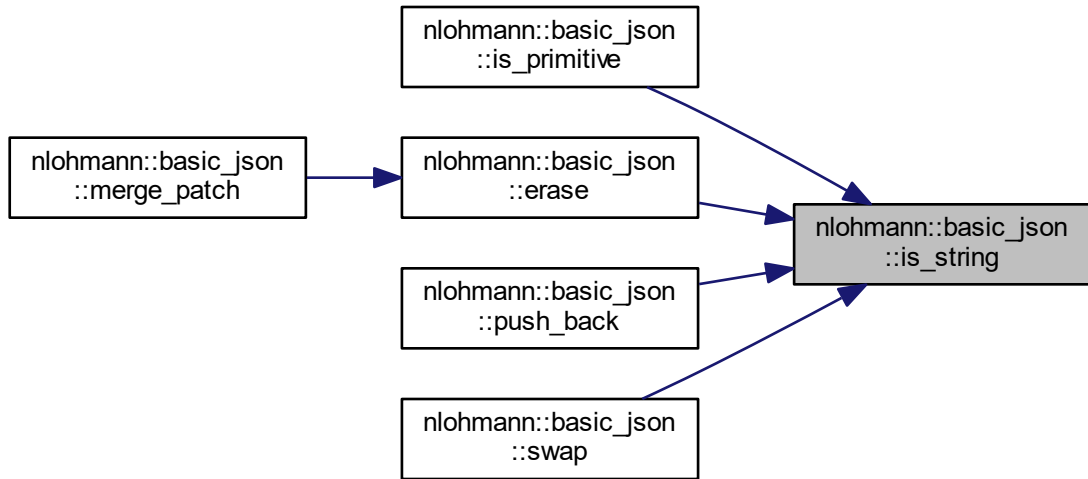 nlohmann::basic_json
::is_primitive
nlohmann::basic_json
::merge_patch
nlohmann::basic_json
::erase
nlohmann::basic_json
::is_string
nlohmann::basic_json
::push_back
nlohmann::basic_json
::swap